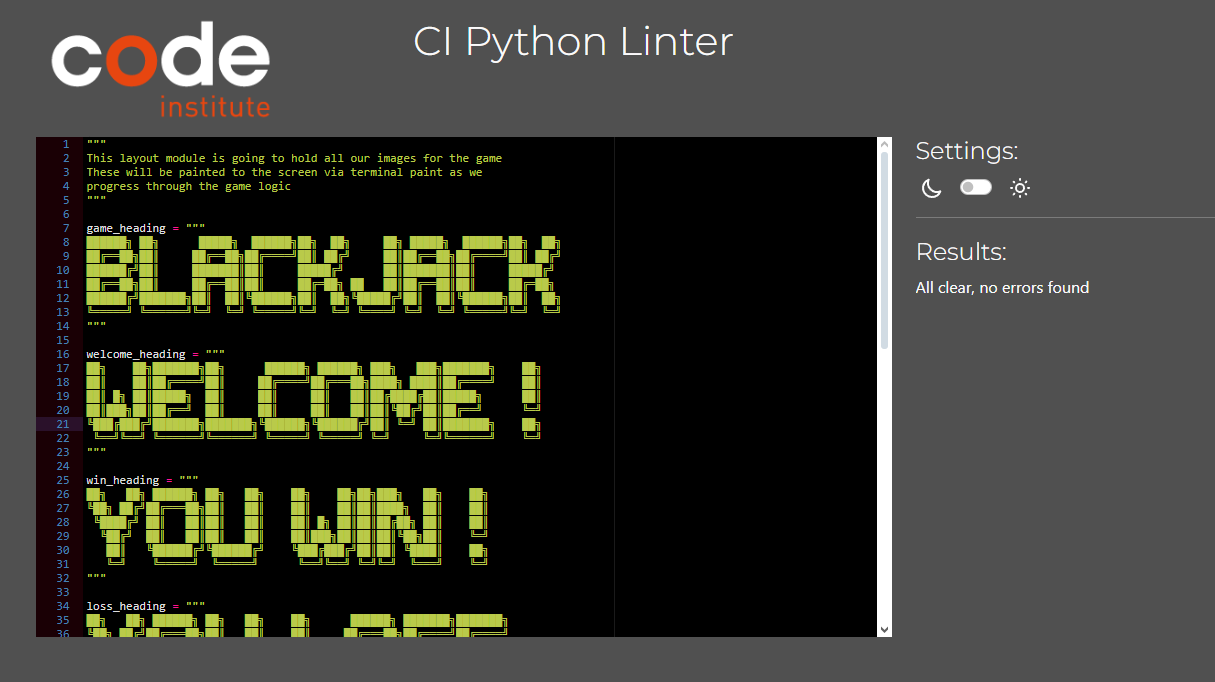 code
institute
CI Python Linter
1 """
2 This layout module is going to hold all our images for the game
3 These will be painted to the screen via terminal paint as we
4 progress through the game logic
5 """
6
7 game_heading = """
8
9
10
11
12
13
BLACKJACK
14 """
15
16 welcome_heading = """
17
18
19
20
21
22
WELCOME !
23 """
24
25 win_heading = """
26
27
28
29
30
31
YOU WIN !
32 """
33
34 loss_heading = """
35
36
Settings:
Results:
All clear, no errors found